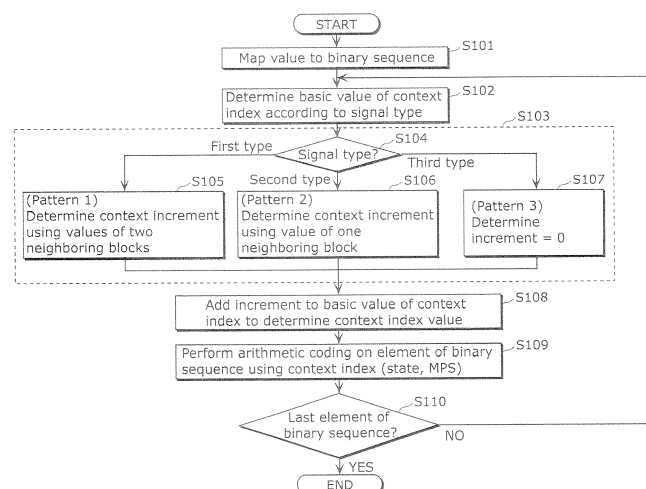 START
S101
Map value to binary sequence
S102
Determine basic value of context
index according to signal type
S103
S104
Signal type?
First type
Second type
Third type
S105
(Pattern 1)
Determine context increment
using values of two
neighboring blocks
S106
(Pattern 2)
Determine context increment
using value of one
neighboring block
S107
(Pattern 3)
Determine
increment = 0
S108
Add increment to basic value of context
index to determine context index value
S109
Perform arithmetic coding on element of binary
sequence using context index (state, MPS)
S110
Last element of
binary sequence?
NO
YES
END